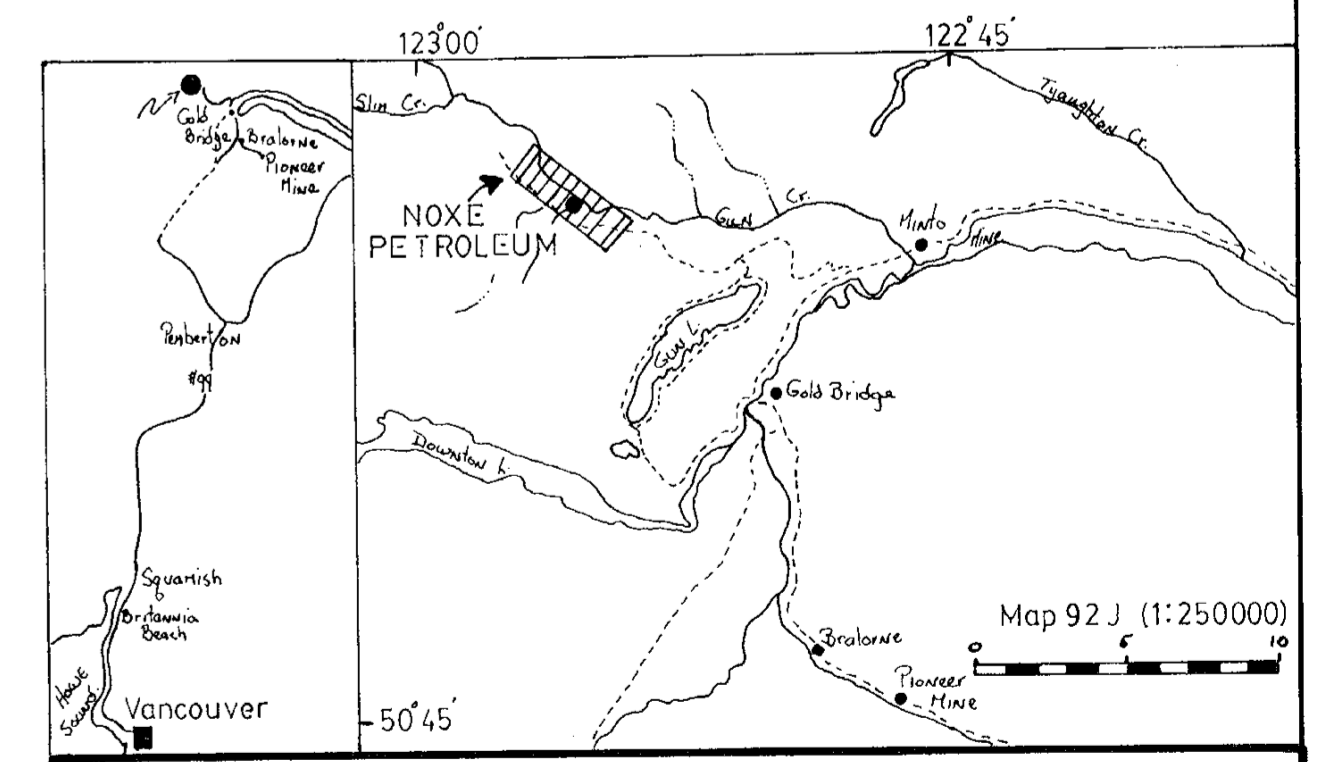 123°00'
122°45'
Slim Cr.
Tyaughton Cr.
Gold
Bridge
Bralorne
Pioneer
Mine
NOXE
PETROLEUM
Gun
Cr.
Minto
Mine
Gun L.
Pemberton
#99
Gold Bridge
Downton L.
Squamish
Britannia
Beach
Howe
Sound.
Vancouver
50°45'
Map 92J (1:250000)
0 5 10
Bralorne
Pioneer
Mine